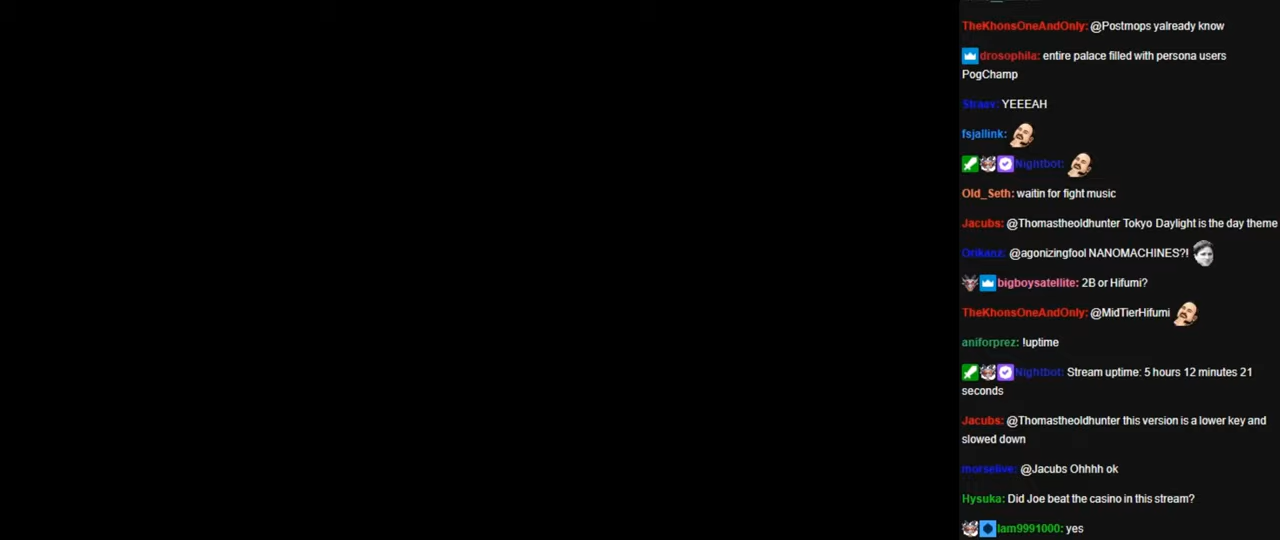 TheKhonsOneAndOnly: @Postmops yalready know
drosophila: entire palace filled with persona users
PogChamp
Straav: YEEEAH
fsjallink:
Nightbot:
Old_Seth: waitin for fight music
Jacubs: @Thomastheoldhunter Tokyo Daylight is the day theme
Orikanz: @agonizingfool NANOMACHINES?!
bigboysatellite: 2B or Hifumi?
TheKhonsOneAndOnly: @MidTierHifumi
aniforprez: !uptime
Nightbot: Stream uptime: 5 hours 12 minutes 21
seconds
Jacubs: @Thomastheoldhunter this version is a lower key and
slowed down
morselive: @Jacubs Ohhhh ok
Hysuka: Did Joe beat the casino in this stream?
lam9991000: yes